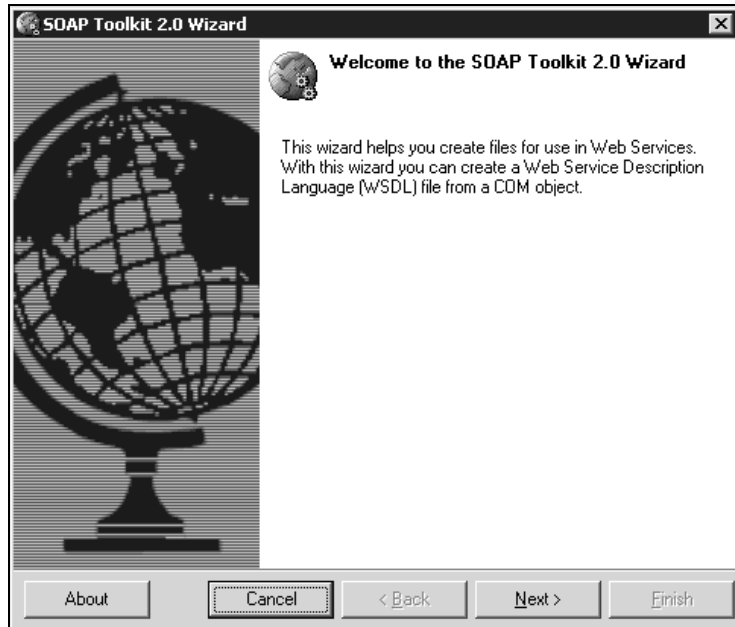 SOAP Toolkit 2.0 Wizard
Welcome to the SOAP Toolkit 2.0 Wizard
This wizard helps you create files for use in Web Services.
With this wizard you can create a Web Service Description
Language (WSDL) file from a COM object.
About Cancel < Back Next > Finish